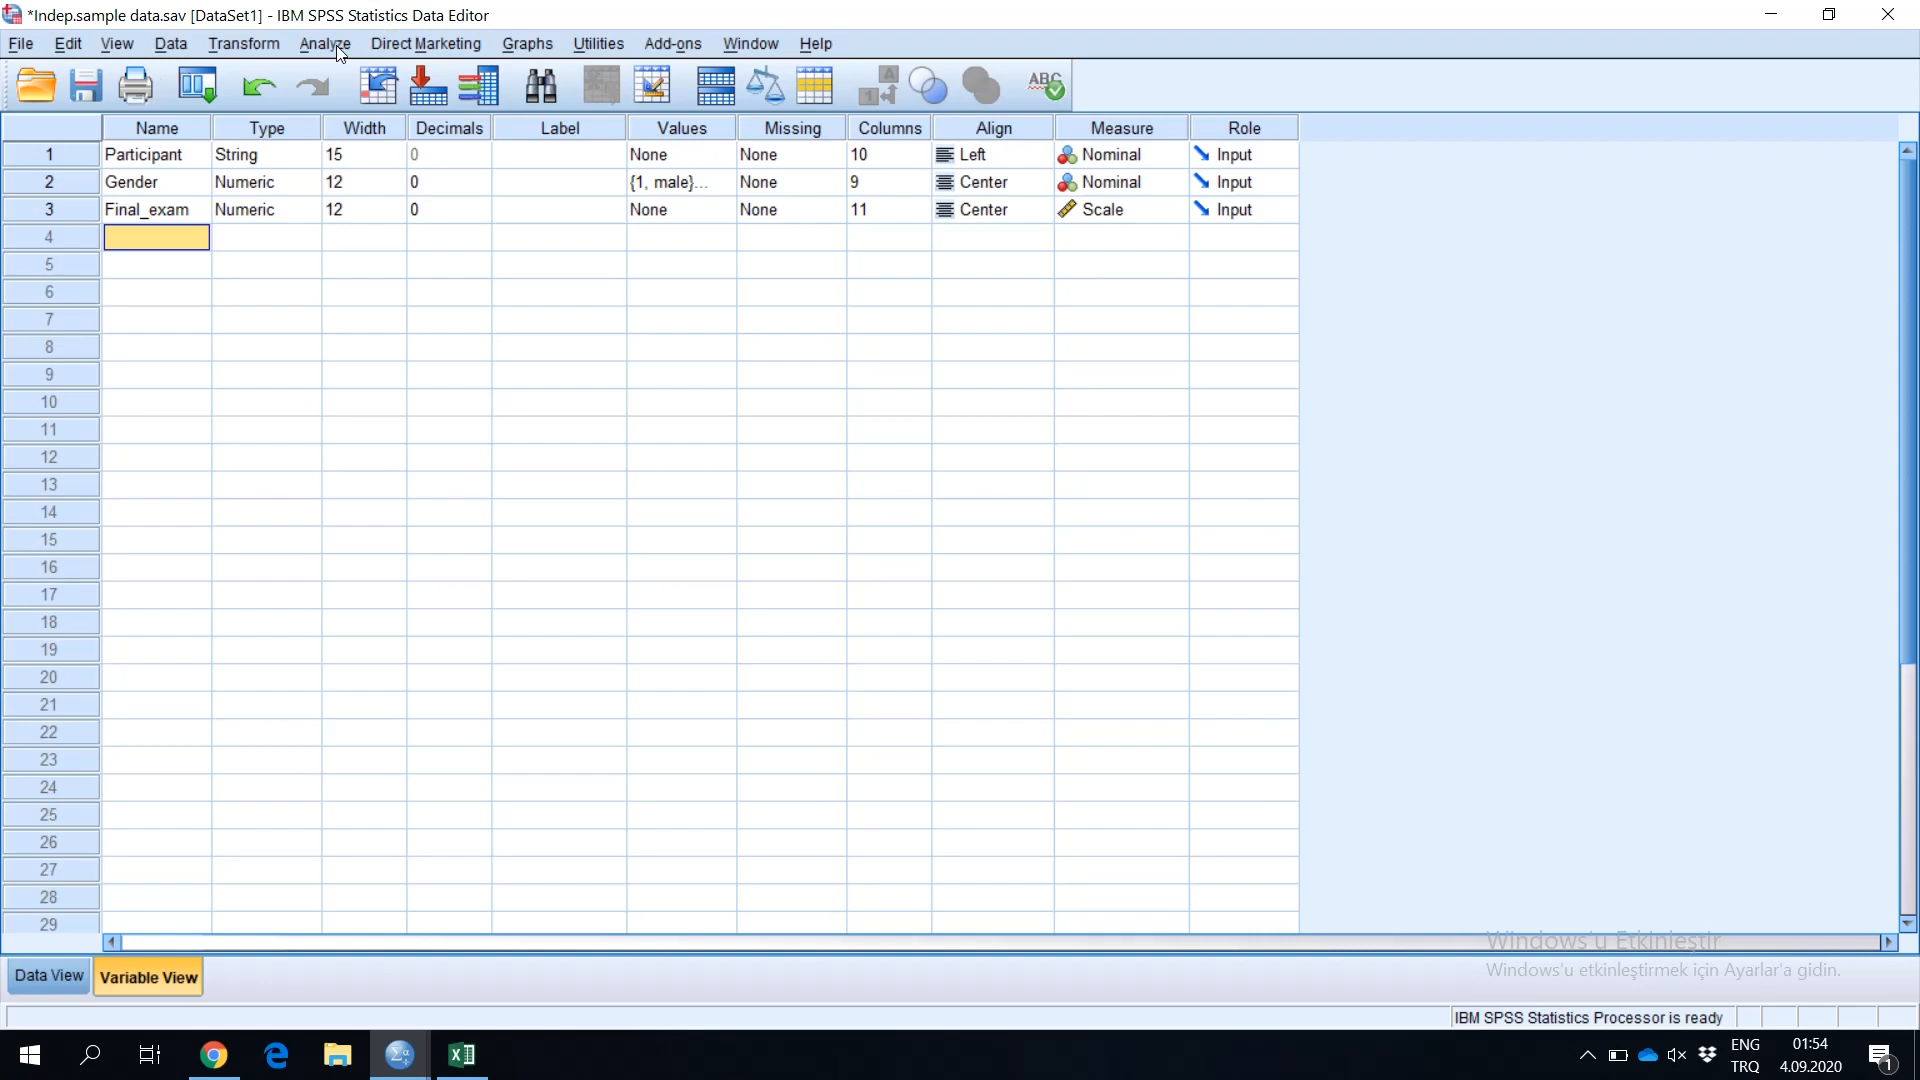 *Indep.sample data.sav [DataSet1] - IBM SPSS Statistics Data Editor
File Edit View Data Transform Analyze Direct Marketing Graphs Utilities Add-ons Window Help
A
1
ABC
Name Type Width Decimals Label Values Missing Columns Align Measure Role
1 Participant String 15 0 None None 10 Left Nominal Input
2 Gender Numeric 12 0 {1, male}... None 9 Center Nominal Input
3 Final_exam Numeric 12 0 None None 11 Center Scale Input
4
5
6
7
8
9
10
11
12
13
14
15
16
17
18
19
20
21
22
23
24
25
26
27
28
29
Windows'u Etkinleştir
Windows'u etkinleştirmek için Ayarlar'a gidin.
Data View Variable View
IBM SPSS Statistics Processor is ready
ENG 01:54
TRQ 4.09.2020
1